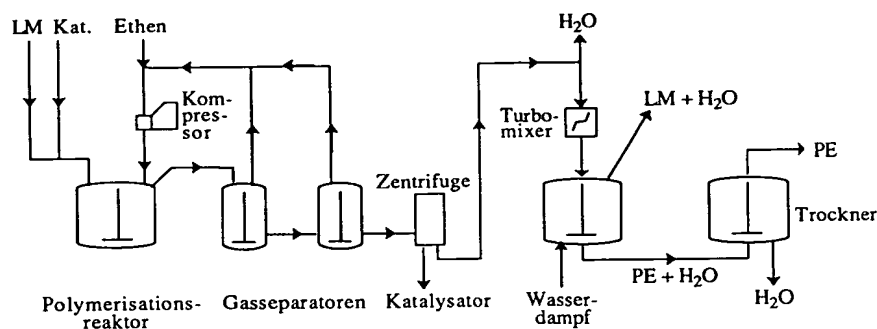 LM Kat. Ethen
H₂O
Kom-
pres-
sor
Turbo-
mixer
LM + H₂O
PE
Zentrifuge
Trockner
PE + H₂O
Polymerisations-
reaktor
Gasseparatoren
Katalysator
Wasser-
dampf
H₂O